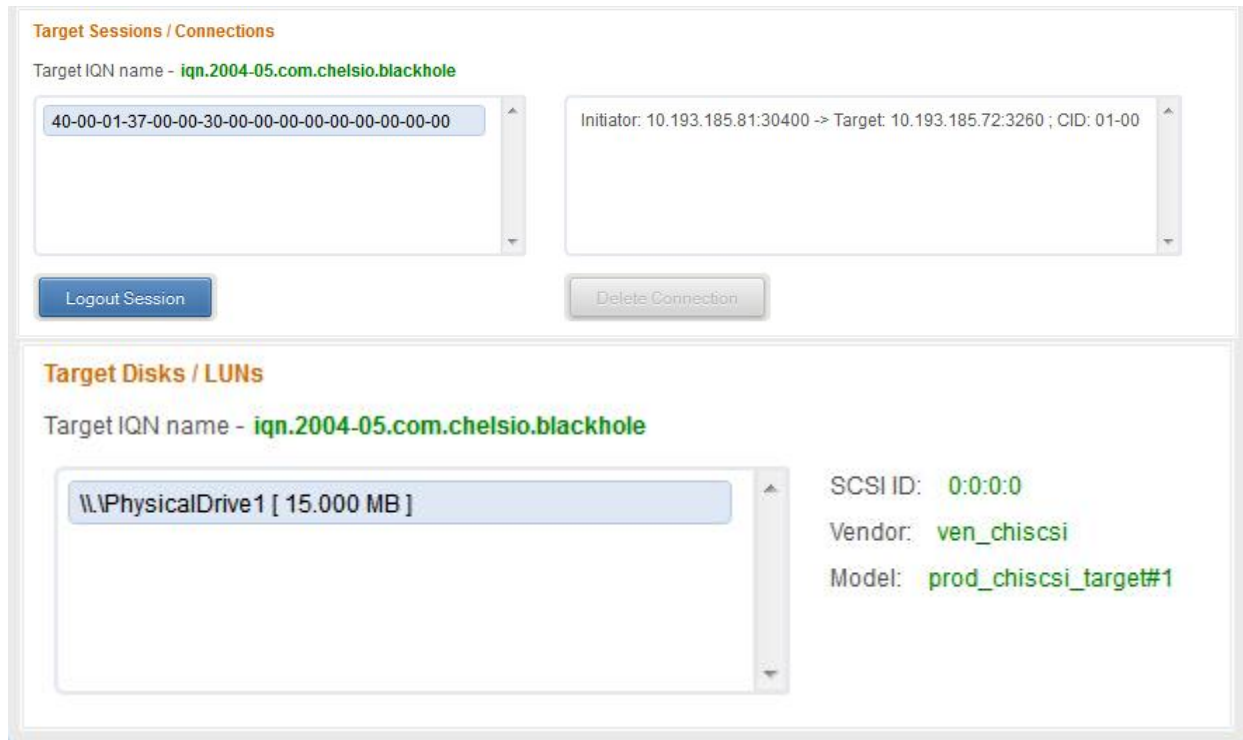 Target Sessions / Connections
Target IQN name - iqn.2004-05.com.chelsio.blackhole
40-00-01-37-00-00-30-00-00-00-00-00-00-00-00-00
Initiator: 10.193.185.81:30400 -> Target: 10.193.185.72:3260 ; CID: 01-00
Logout Session
Delete Connection
Target Disks / LUNs
Target IQN name - iqn.2004-05.com.chelsio.blackhole
\\.\PhysicalDrive1 [ 15.000 MB ]
SCSI ID: 0:0:0:0
Vendor: ven_chiscsi
Model: prod_chiscsi_target#1